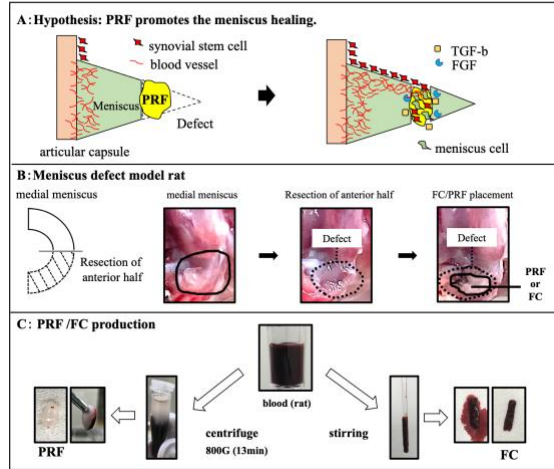 A: Hypothesis: PRF promotes the meniscus healing.
synovial stem cell
blood vessel
Meniscus
PRF
Defect
articular capsule
TGF-b
FGF
meniscus cell
B: Meniscus defect model rat
medial meniscus
Resection of
anterior half
medial meniscus
Resection of anterior half
Defect
FC/PRF placement
Defect
PRF
or
FC
C: PRF /FC production
blood (rat)
centrifuge
800G (13min)
stirring
PRF
FC